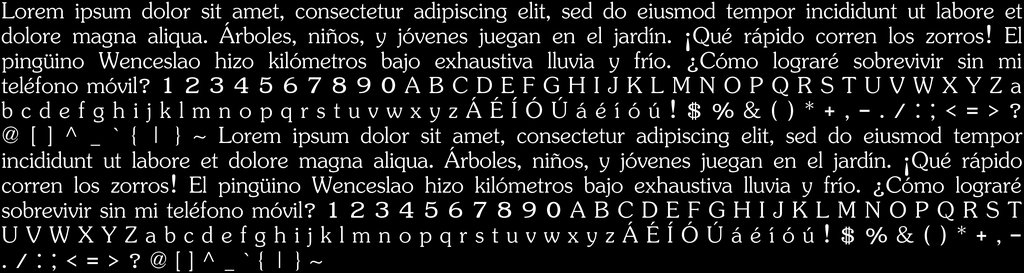 Lorem ipsum dolor sit amet, consectetur adipiscing elit, sed do eiusmod tempor incididunt ut labore et
dolore magna aliqua. Árboles, niños, y jóvenes juegan en el jardín. ¡Qué rápido corren los zorros! El
pingüino Wenceslao hizo kilómetros bajo exhaustiva lluvia y frío. ¿Cómo lograré sobrevivir sin mi
teléfono móvil? 1 2 3 4 5 6 7 8 9 0 A B C D E F G H I J K L M N O P Q R S T U V W X Y Z a
b c d e f g h i j k l m n o p q r s t u v w x y z Á É Í Ó Ú á é í ó ú ! $ % & ( ) * + , - . / : ; < = > ?
@ [ ] ^ _ ` { | } ~ Lorem ipsum dolor sit amet, consectetur adipiscing elit, sed do eiusmod tempor
incididunt ut labore et dolore magna aliqua. Árboles, niños, y jóvenes juegan en el jardín. ¡Qué rápido
corren los zorros! El pingüino Wenceslao hizo kilómetros bajo exhaustiva lluvia y frío. ¿Cómo lograré
sobrevivir sin mi teléfono móvil? 1 2 3 4 5 6 7 8 9 0 A B C D E F G H I J K L M N O P Q R S T
U V W X Y Z a b c d e f g h i j k l m n o p q r s t u v w x y z Á É Í Ó Ú á é í ó ú ! $ % & ( ) * + , -
. / : ; < = > ? @ [ ] ^ _ ` { | } ~